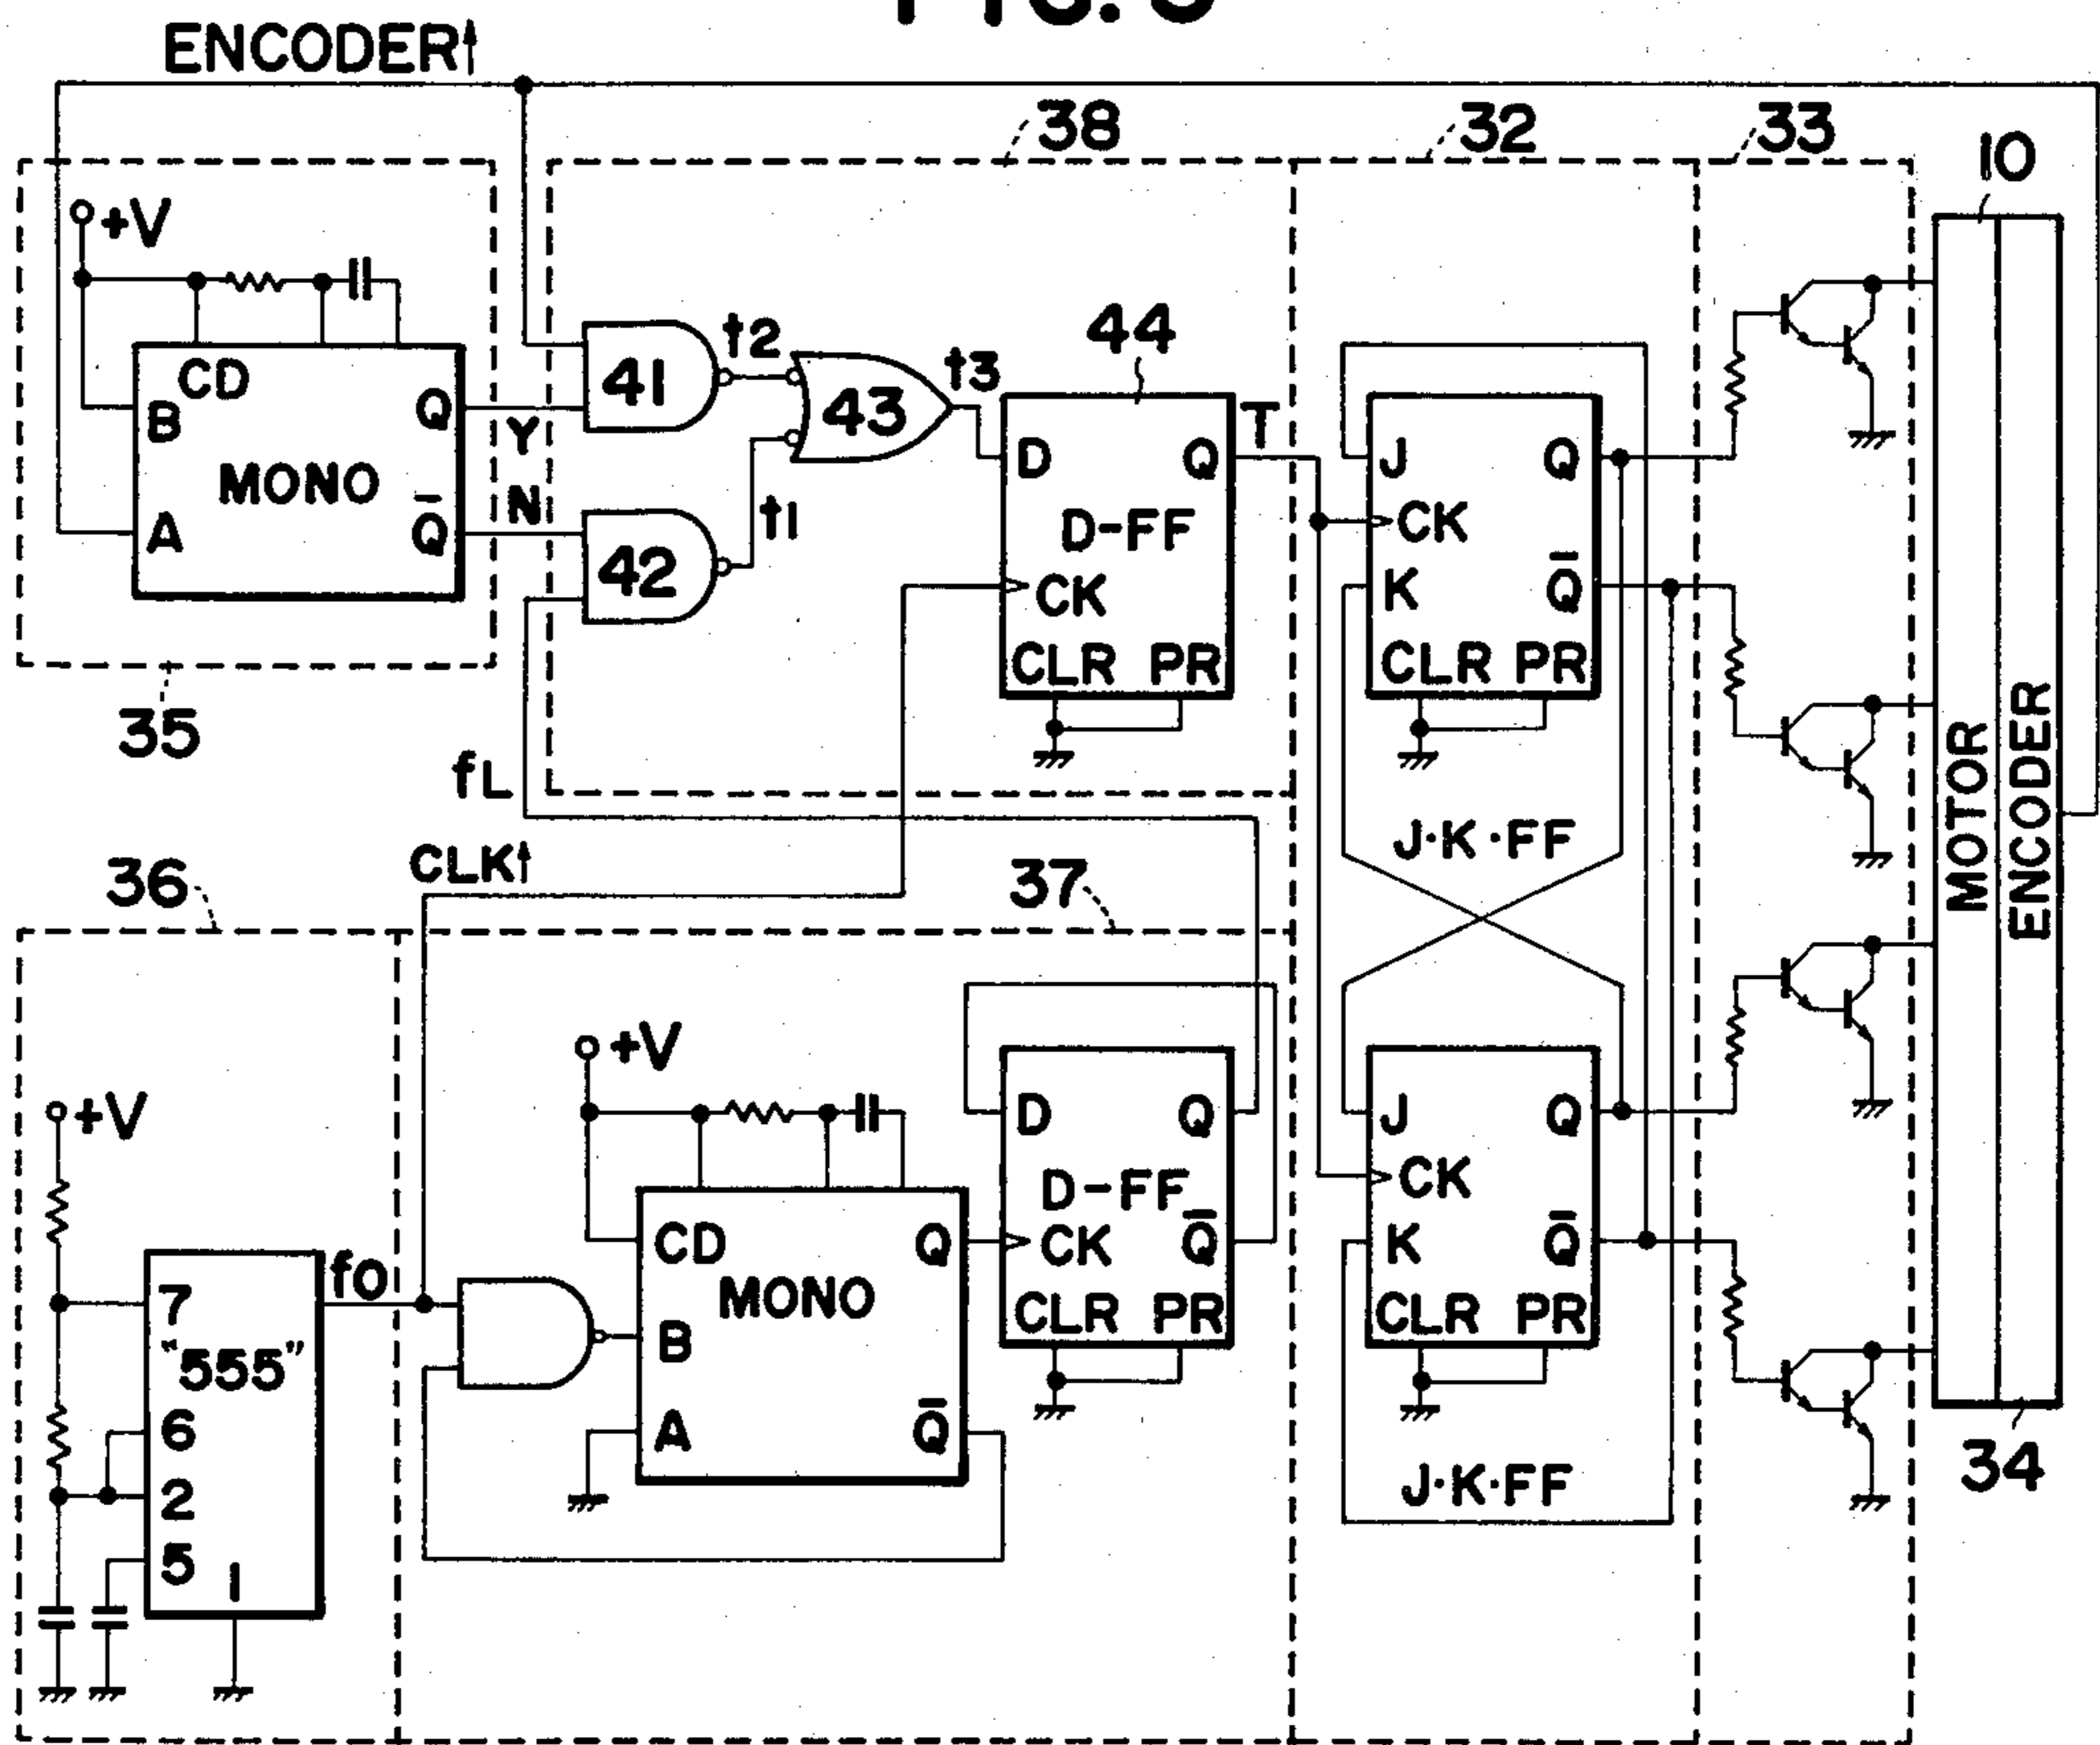 FIG. 5
ENCODER↑
38
32
33
10
+V
CD
B
Q
MONO
A
Q̄
Y
N
35
41
t2
43
t3
42
t1
44
D
Q
T
D-FF
CK
CLR PR
J
Q
CK
K
Q̄
CLR PR
J·K·FF
fL
CLK↑
36
37
+V
7
"555"
6
2
5
1
fo
+V
CD
Q
MONO
B
A
Q̄
D
Q
D-FF
CK
Q̄
CLR PR
J
Q
CK
K
Q̄
CLR PR
J·K·FF
MOTOR
ENCODER
34